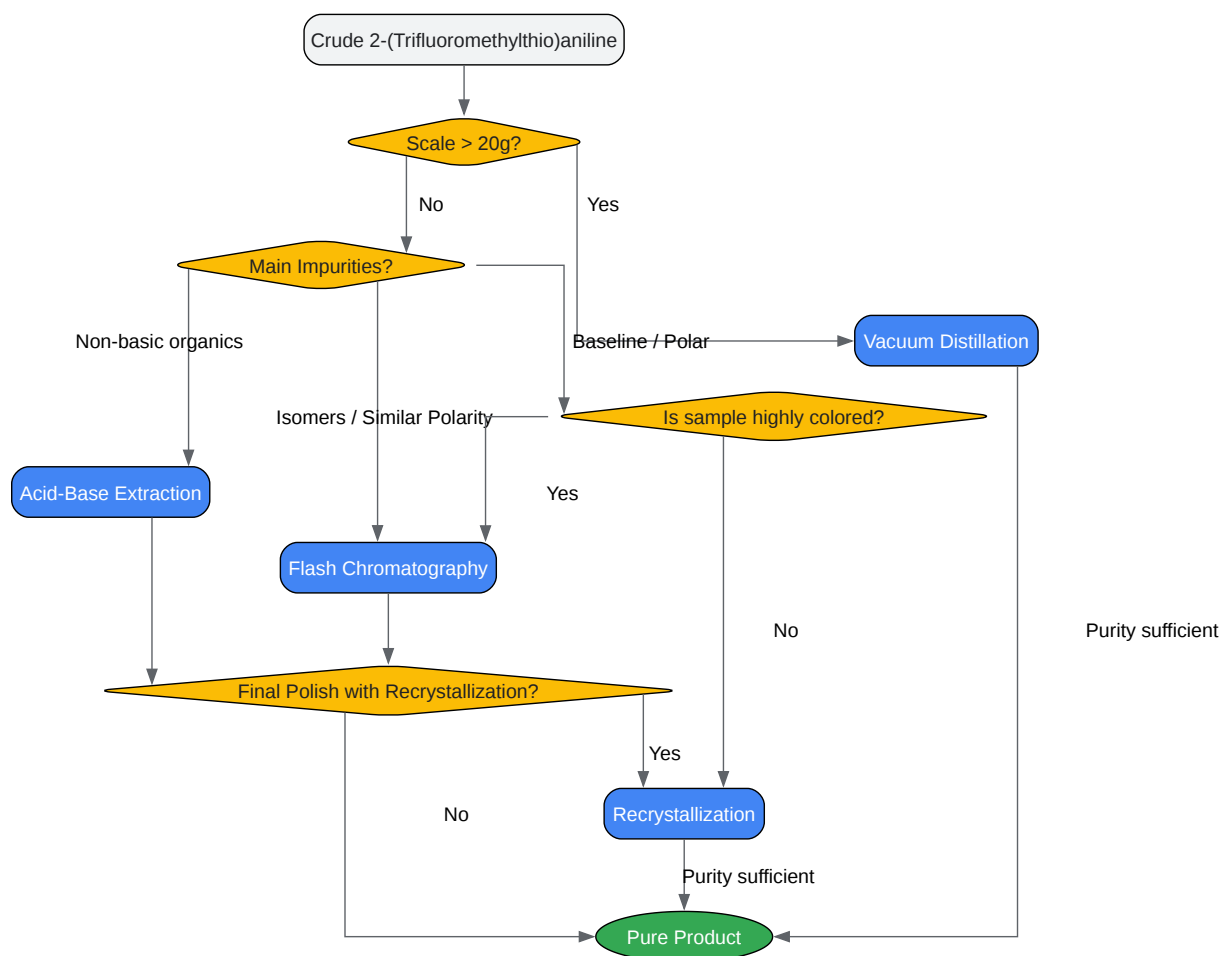 Crude 2-(Trifluoromethylthio)aniline
Scale > 20g?
No
Yes
Main Impurities?
Non-basic organics
Baseline / Polar
Vacuum Distillation
Isomers / Similar Polarity
Is sample highly colored?
Acid-Base Extraction
Yes
Flash Chromatography
No
Purity sufficient
Final Polish with Recrystallization?
Yes
No
Recrystallization
Purity sufficient
Pure Product